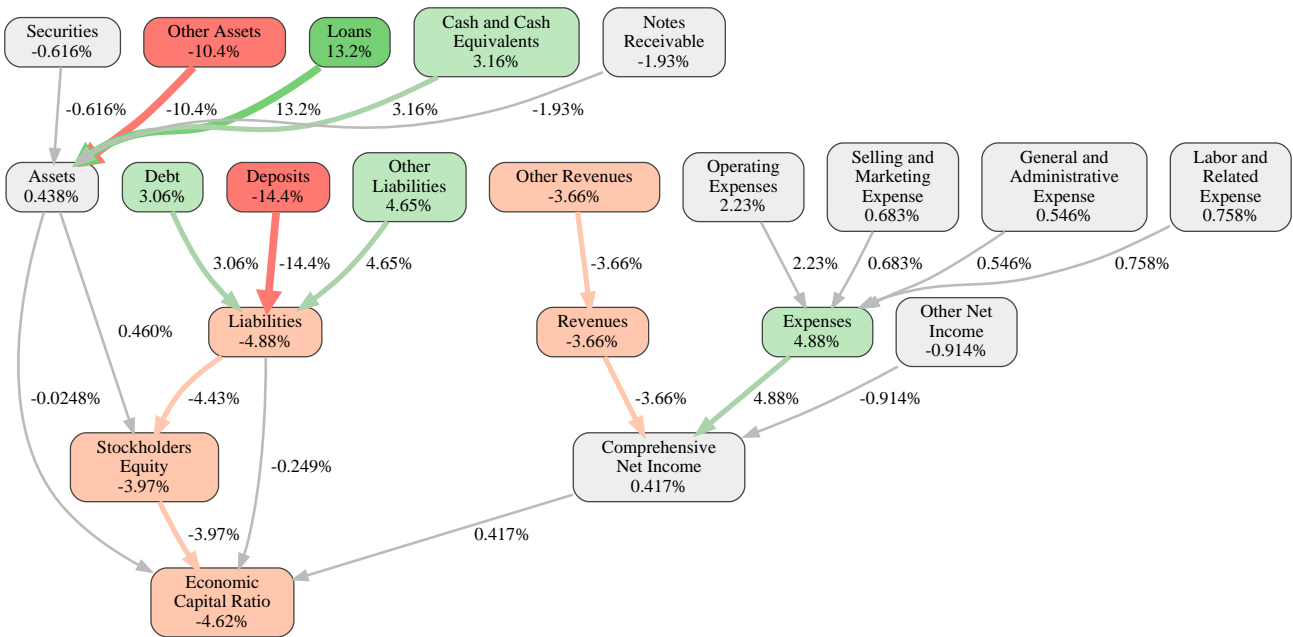 Securities
-0.616%
Other Assets
-10.4%
Loans
13.2%
Cash and Cash
Equivalents
3.16%
Notes
Receivable
-1.93%
-0.616%
-10.4%
13.2%
3.16%
-1.93%
Assets
0.438%
Debt
3.06%
Deposits
-14.4%
Other
Liabilities
4.65%
Other Revenues
-3.66%
Operating
Expenses
2.23%
Selling and
Marketing
Expense
0.683%
General and
Administrative
Expense
0.546%
Labor and
Related
Expense
0.758%
3.06%
-14.4%
4.65%
-3.66%
2.23%
0.683%
0.546%
0.758%
Liabilities
-4.88%
Revenues
-3.66%
Expenses
4.88%
Other Net
Income
-0.914%
0.460%
-0.0248%
-4.43%
-3.66%
4.88%
-0.914%
Stockholders
Equity
-3.97%
-0.249%
Comprehensive
Net Income
0.417%
-3.97%
0.417%
Economic
Capital Ratio
-4.62%